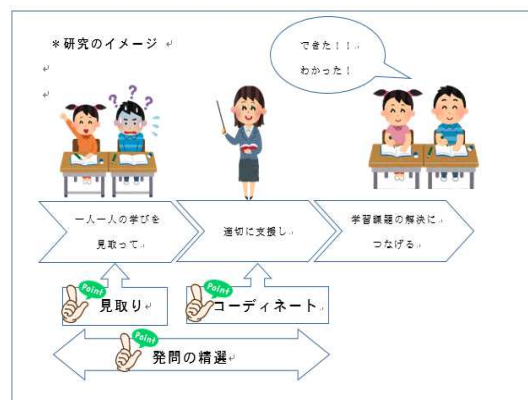 ＊研究のイメージ
できた！！
わかった！
？？？
一人一人の学びを
見取って
適切に支援し
学習課題の解決に
つなげる
Point
見取り
Point
コーディネート
Point
発問の精選